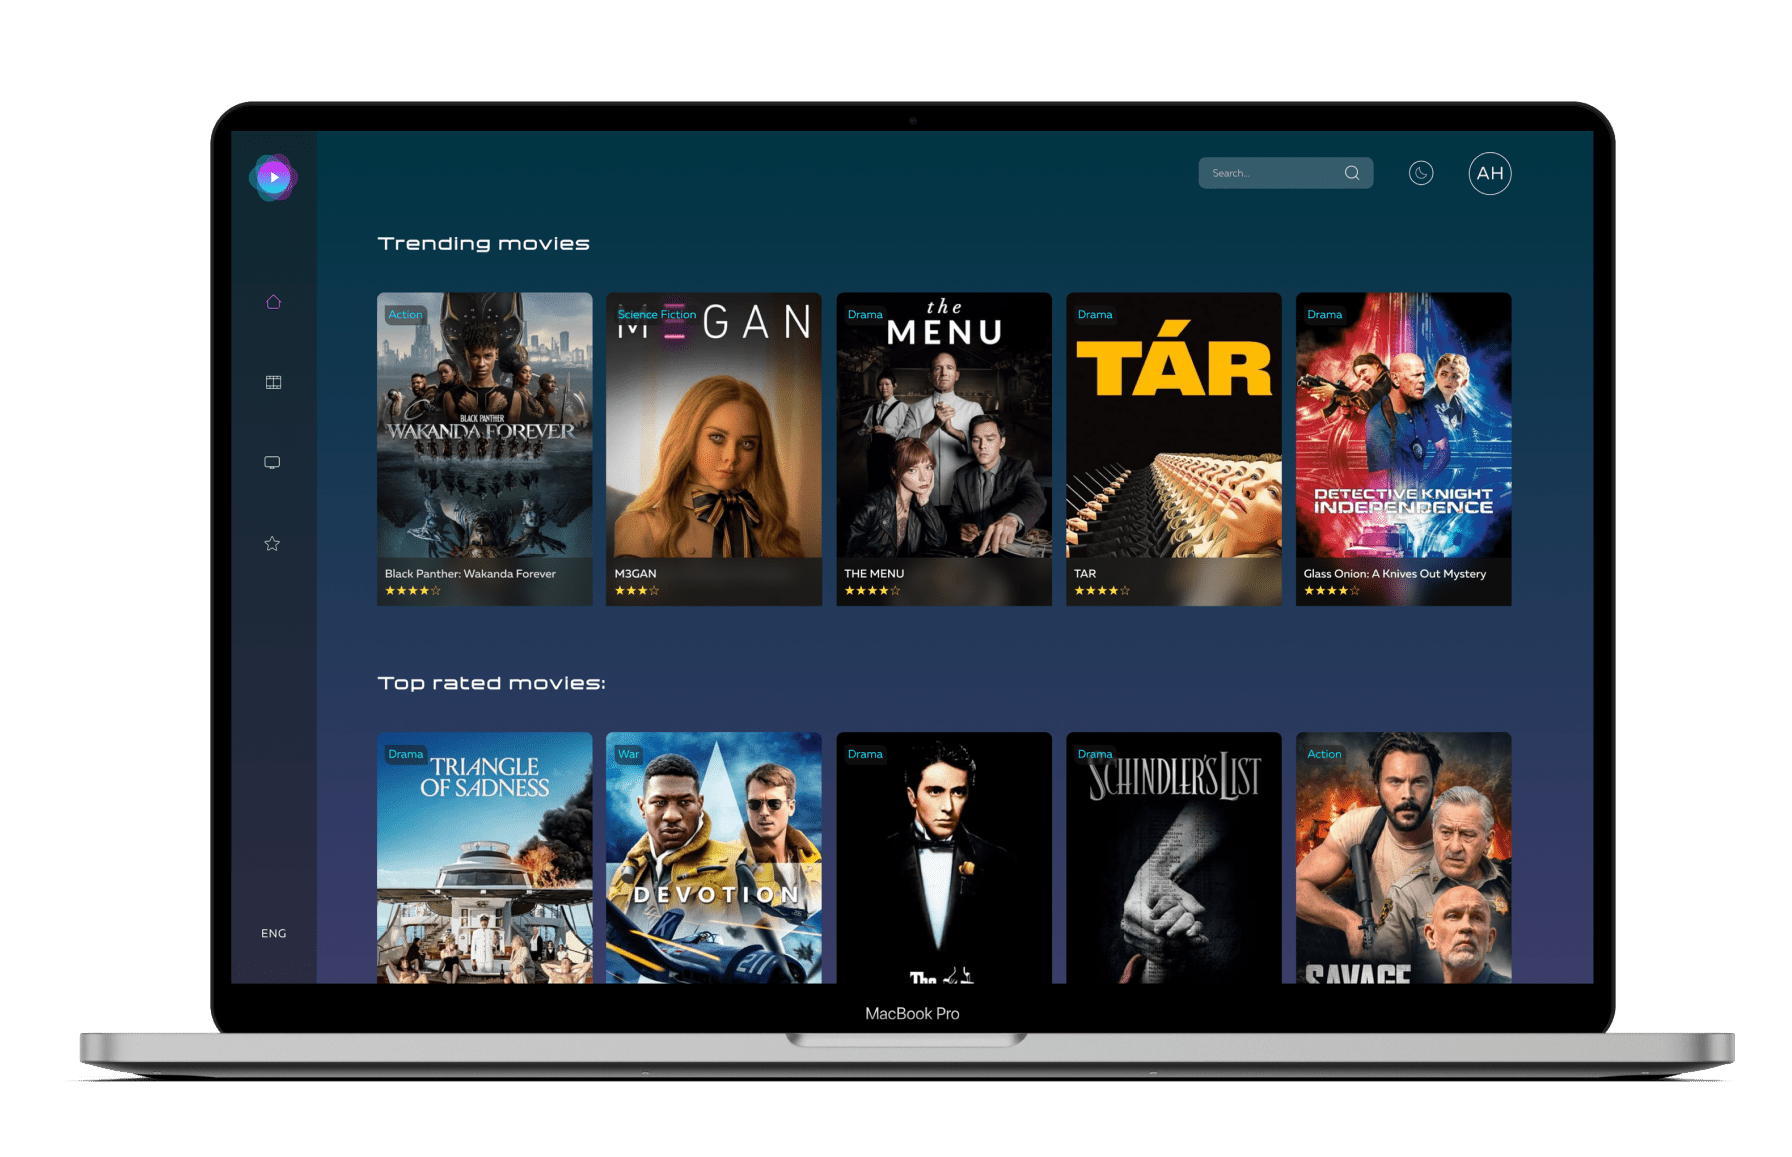 Search...
AH
Trending movies
Action
BLACK PANTHER
WAKANDA FOREVER
Black Panther: Wakanda Forever
Science Fiction
M3GAN
M3GAN
Drama
the
MENU
THE MENU
Drama
TÁR
TAR
Drama
DETECTIVE KNIGHT
INDEPENDENCE
Glass Onion: A Knives Out Mystery
Top rated movies:
Drama
TRIANGLE
OF SADNESS
War
DEVOTION
211
Drama
The
Drama
SCHINDLER'S LIST
Action
SAVAGE
ENG
MacBook Pro